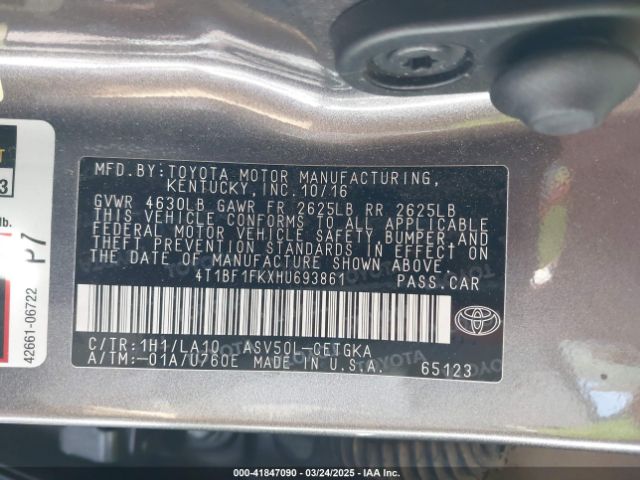 MFD.BY:TOYOTA MOTOR MANUFACTURING,
KENTUCKY, INC. 10/16
GVWR 4630LB GAWR FR 2625LB RR 2625LB
THIS VEHICLE CONFORMS TO ALL APPLICABLE
FEDERAL MOTOR VEHICLE SAFETY, BUMPER, AND
THEFT PREVENTION STANDARDS IN EFFECT ON
THE DATE OF MANUFACTURE SHOWN ABOVE.
4T1BF1FKXHU693861 PASS.CAR
C/TR:1H1/LA10 ASV50L-CETGKA
A/TM:-01A/U760E MADE IN U.S.A. 65123
TOYOTA
3
lb.
P7
42661-06722
000-41847090 — 03/24/2025 — IAA Inc.